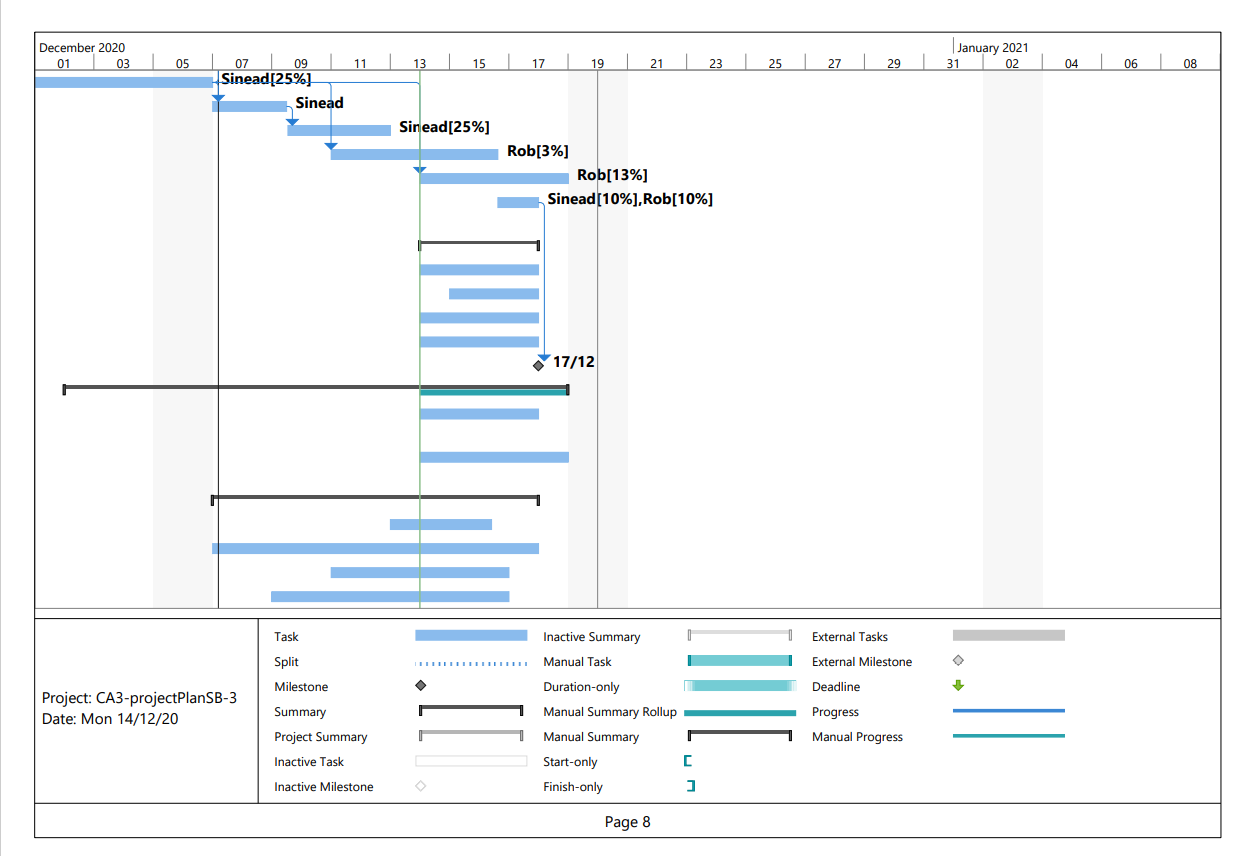 December 2020
January 2021
01 03 05 07 09 11 13 15 17 19 21 23 25 27 29 31 02 04 06 08
Sinead[25%]
Sinead
Sinead[25%]
Rob[3%]
Rob[13%]
Sinead[10%],Rob[10%]
17/12
Project: CA3-projectPlanSB-3
Date: Mon 14/12/20
Task
Split
Milestone
Summary
Project Summary
Inactive Task
Inactive Milestone
Inactive Summary
Manual Task
Duration-only
Manual Summary Rollup
Manual Summary
Start-only
Finish-only
External Tasks
External Milestone
Deadline
Progress
Manual Progress
Page 8